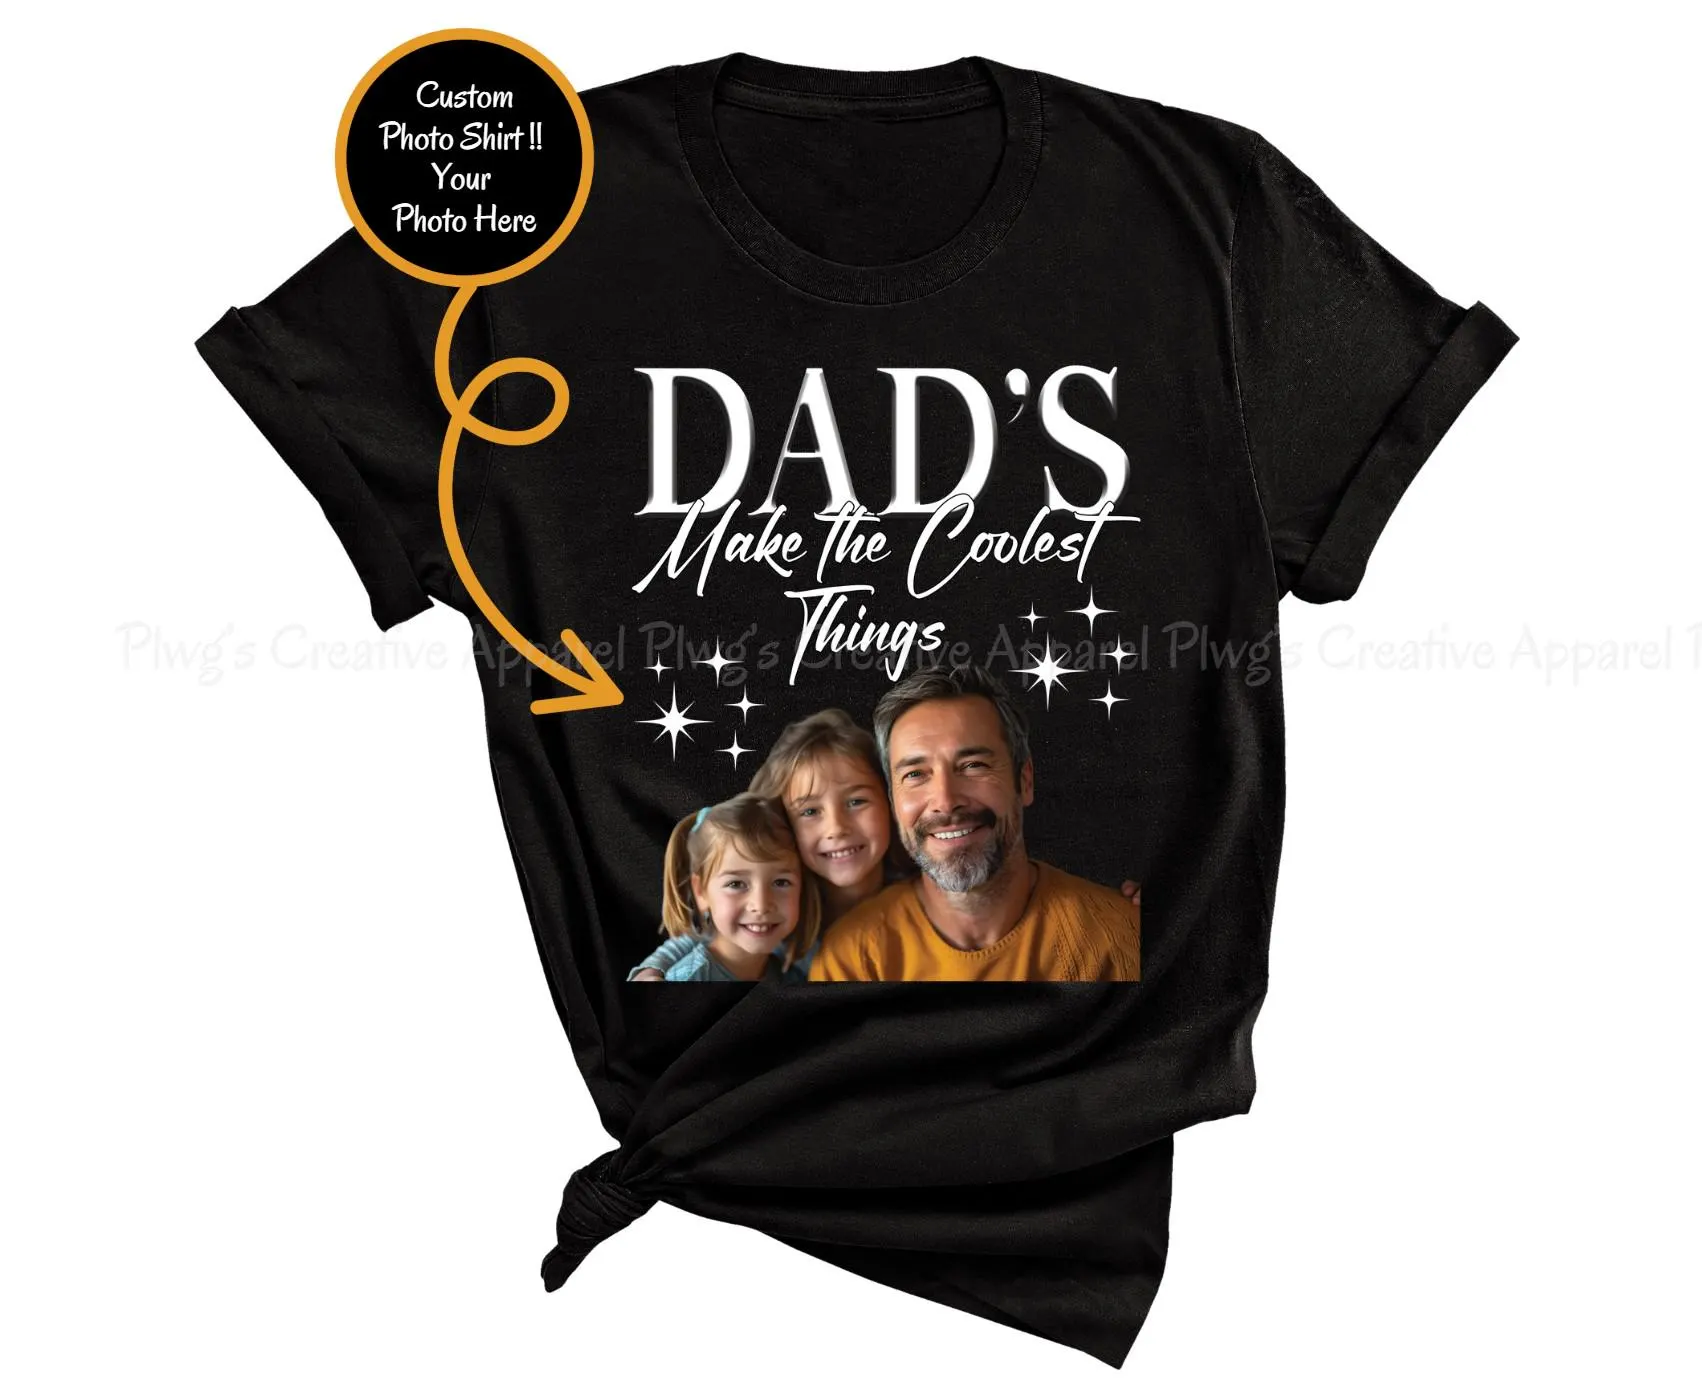 Custom
Photo Shirt !!
Your
Photo Here
DAD'S
Make the Coolest
Things
Plwg's Creative Apparel Plwg's Creative Apparel Plwg's Creative Apparel P